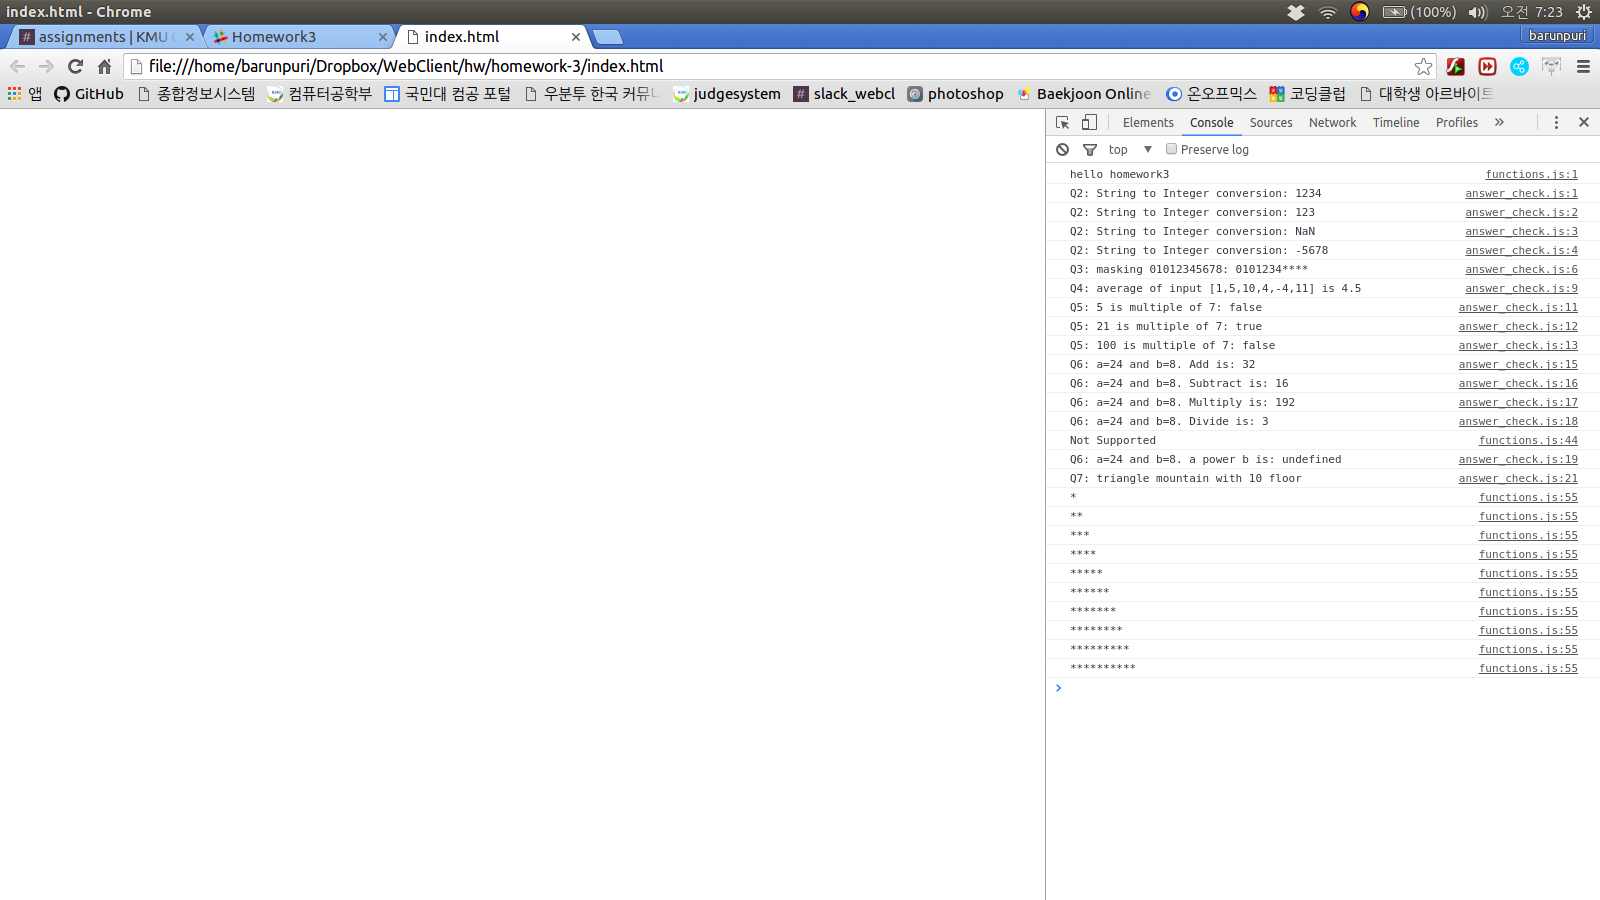 index.html - Chrome
(100%) 오전 7:23
assignments | KMU Homework3 index.html barunpuri
file:///home/barunpuri/Dropbox/WebClient/hw/homework-3/index.html
앱 GitHub 종합정보시스템 컴퓨터공학부 국민대 컴공 포털 우분투 한국 커뮤니 judgesystem slack_webcl photoshop Baekjoon Online 온오프믹스 코딩클럽 대학생 아르바이트
Elements Console Sources Network Timeline Profiles »
top Preserve log
hello homework3 functions.js:1
Q2: String to Integer conversion: 1234 answer_check.js:1
Q2: String to Integer conversion: 123 answer_check.js:2
Q2: String to Integer conversion: NaN answer_check.js:3
Q2: String to Integer conversion: -5678 answer_check.js:4
Q3: masking 01012345678: 0101234**** answer_check.js:6
Q4: average of input [1,5,10,4,-4,11] is 4.5 answer_check.js:9
Q5: 5 is multiple of 7: false answer_check.js:11
Q5: 21 is multiple of 7: true answer_check.js:12
Q5: 100 is multiple of 7: false answer_check.js:13
Q6: a=24 and b=8. Add is: 32 answer_check.js:15
Q6: a=24 and b=8. Subtract is: 16 answer_check.js:16
Q6: a=24 and b=8. Multiply is: 192 answer_check.js:17
Q6: a=24 and b=8. Divide is: 3 answer_check.js:18
Not Supported functions.js:44
Q6: a=24 and b=8. a power b is: undefined answer_check.js:19
Q7: triangle mountain with 10 floor answer_check.js:21
* functions.js:55
** functions.js:55
*** functions.js:55
**** functions.js:55
***** functions.js:55
****** functions.js:55
******* functions.js:55
******** functions.js:55
********* functions.js:55
********** functions.js:55